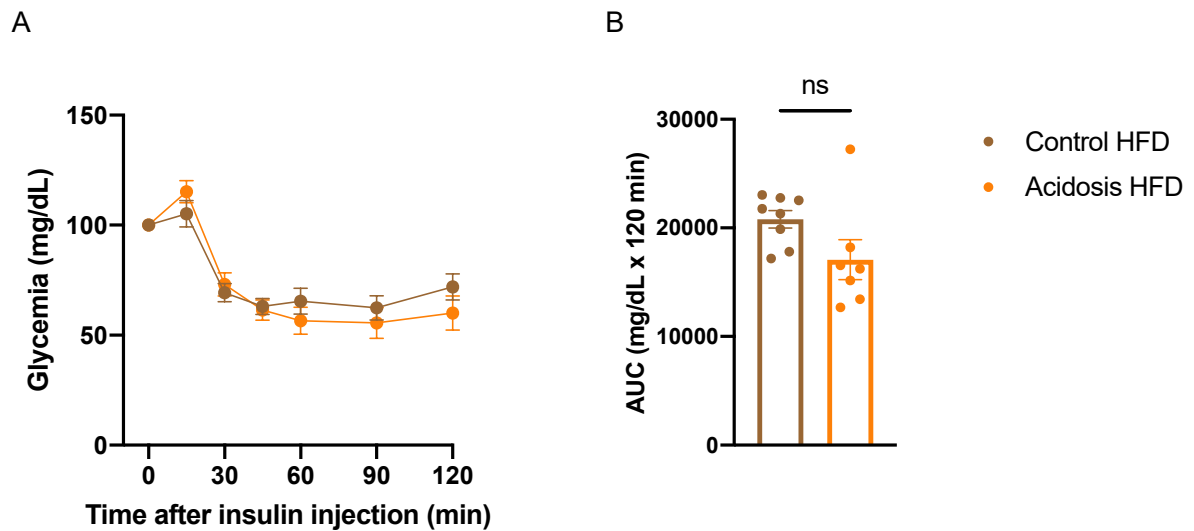 A
Glycemia (mg/dL)
150
100
50
0
0 30 60 90 120
Time after insulin injection (min)
B
ns
AUC (mg/dL x 120 min)
30000
20000
10000
0
Control HFD
Acidosis HFD